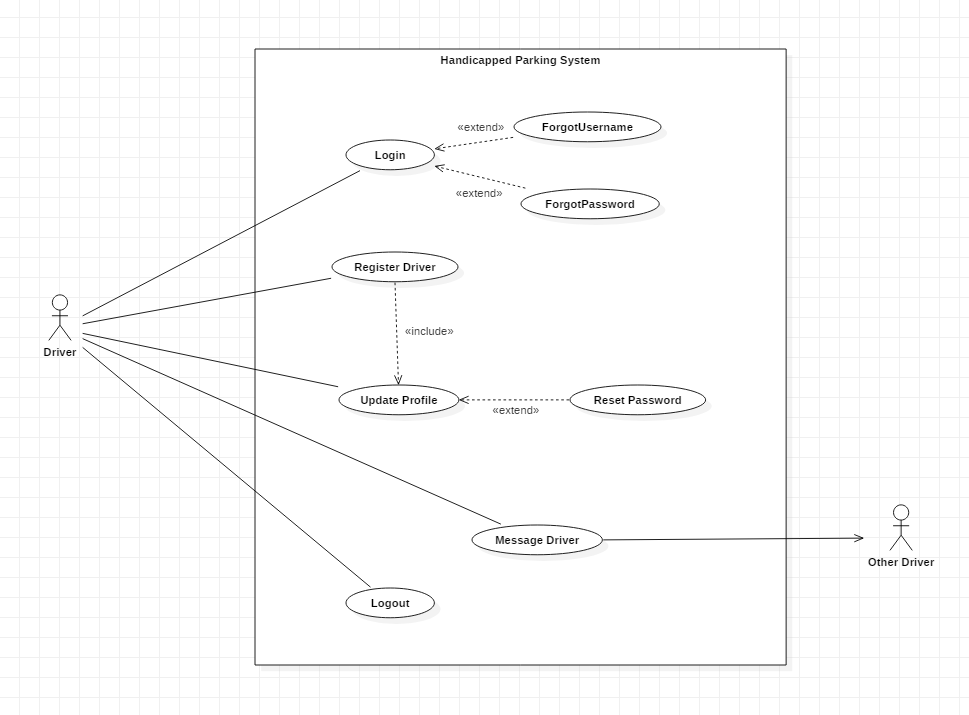 Handicapped Parking System
«extend»
ForgotUsername
Login
«extend»
ForgotPassword
Register Driver
«include»
Driver
Update Profile
«extend»
Reset Password
Message Driver
Other Driver
Logout